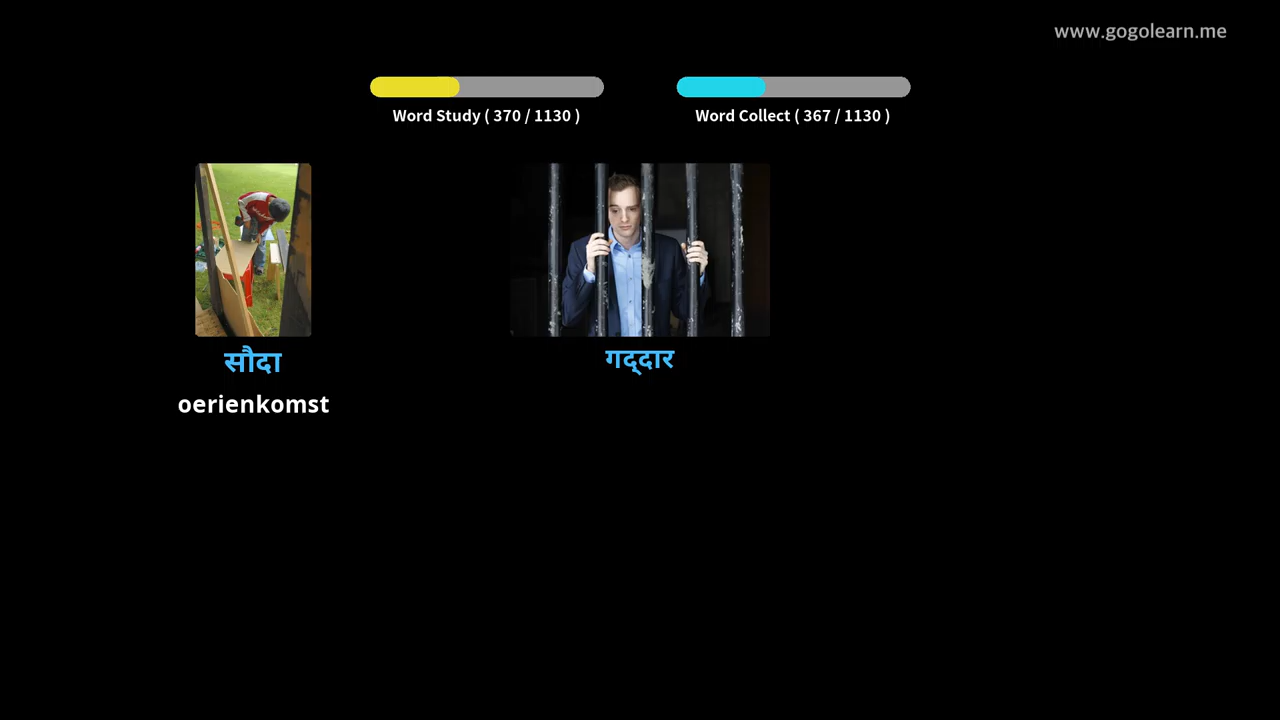 www.gogolearn.me
Word Study ( 370 / 1130 )
Word Collect ( 367 / 1130 )
सौदा
गद्‌दार
oerienkomst